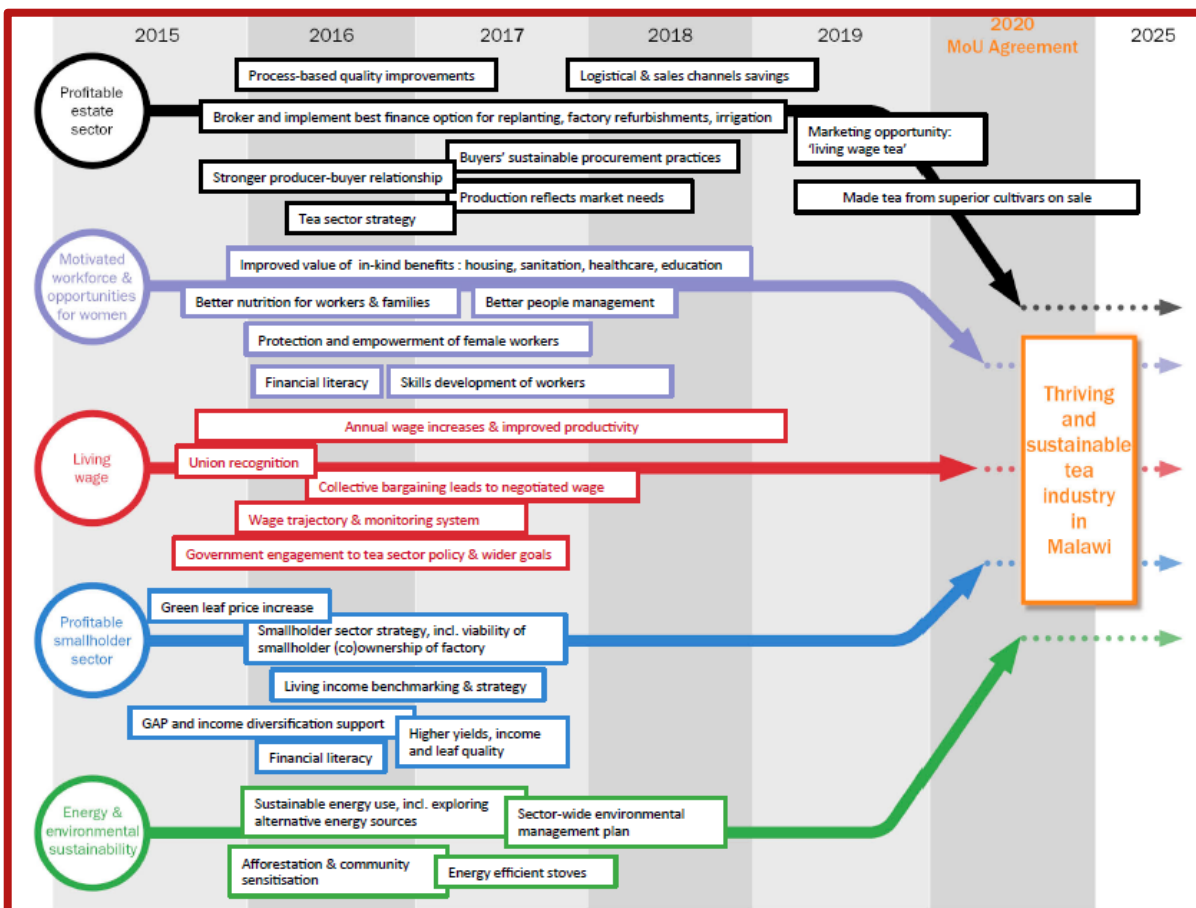 2015
2016
2017
2018
2019
2020
MoU Agreement
2025
Profitable
estate
sector
Process-based quality improvements
Logistical & sales channels savings
Broker and implement best finance option for replanting, factory refurbishments, irrigation
Marketing opportunity:
‘living wage tea’
Buyers’ sustainable procurement practices
Stronger producer-buyer relationship
Production reflects market needs
Made tea from superior cultivars on sale
Tea sector strategy
Motivated
workforce &
opportunities
for women
Improved value of in-kind benefits : housing, sanitation, healthcare, education
Better nutrition for workers & families
Better people management
Protection and empowerment of female workers
Financial literacy
Skills development of workers
Living
wage
Annual wage increases & improved productivity
Union recognition
Collective bargaining leads to negotiated wage
Wage trajectory & monitoring system
Government engagement to tea sector policy & wider goals
Profitable
smallholder
sector
Green leaf price increase
Smallholder sector strategy, incl. viability of
smallholder (co)ownership of factory
Living income benchmarking & strategy
GAP and income diversification support
Higher yields, income
and leaf quality
Financial literacy
Energy &
environmental
sustainability
Sustainable energy use, incl. exploring
alternative energy sources
Sector-wide environmental
management plan
Afforestation & community
sensitisation
Energy efficient stoves
Thriving
and
sustainable
tea
industry
in
Malawi